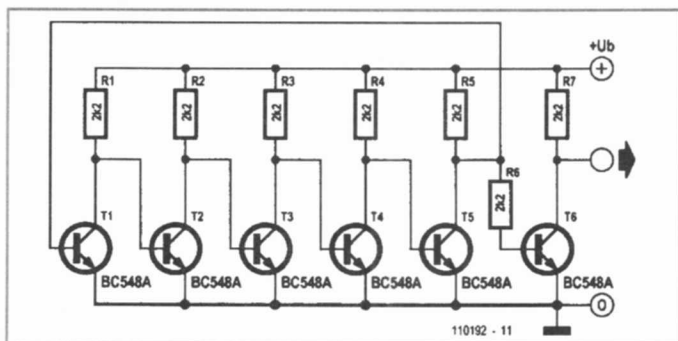 +Ub
R1 R2 R3 R4 R5 R7
2k2 2k2 2k2 2k2 2k2 2k2
+
R6
2k2
T1 T2 T3 T4 T5 T6
BC548A BC548A BC548A BC548A BC548A BC548A
0
110192 - 11